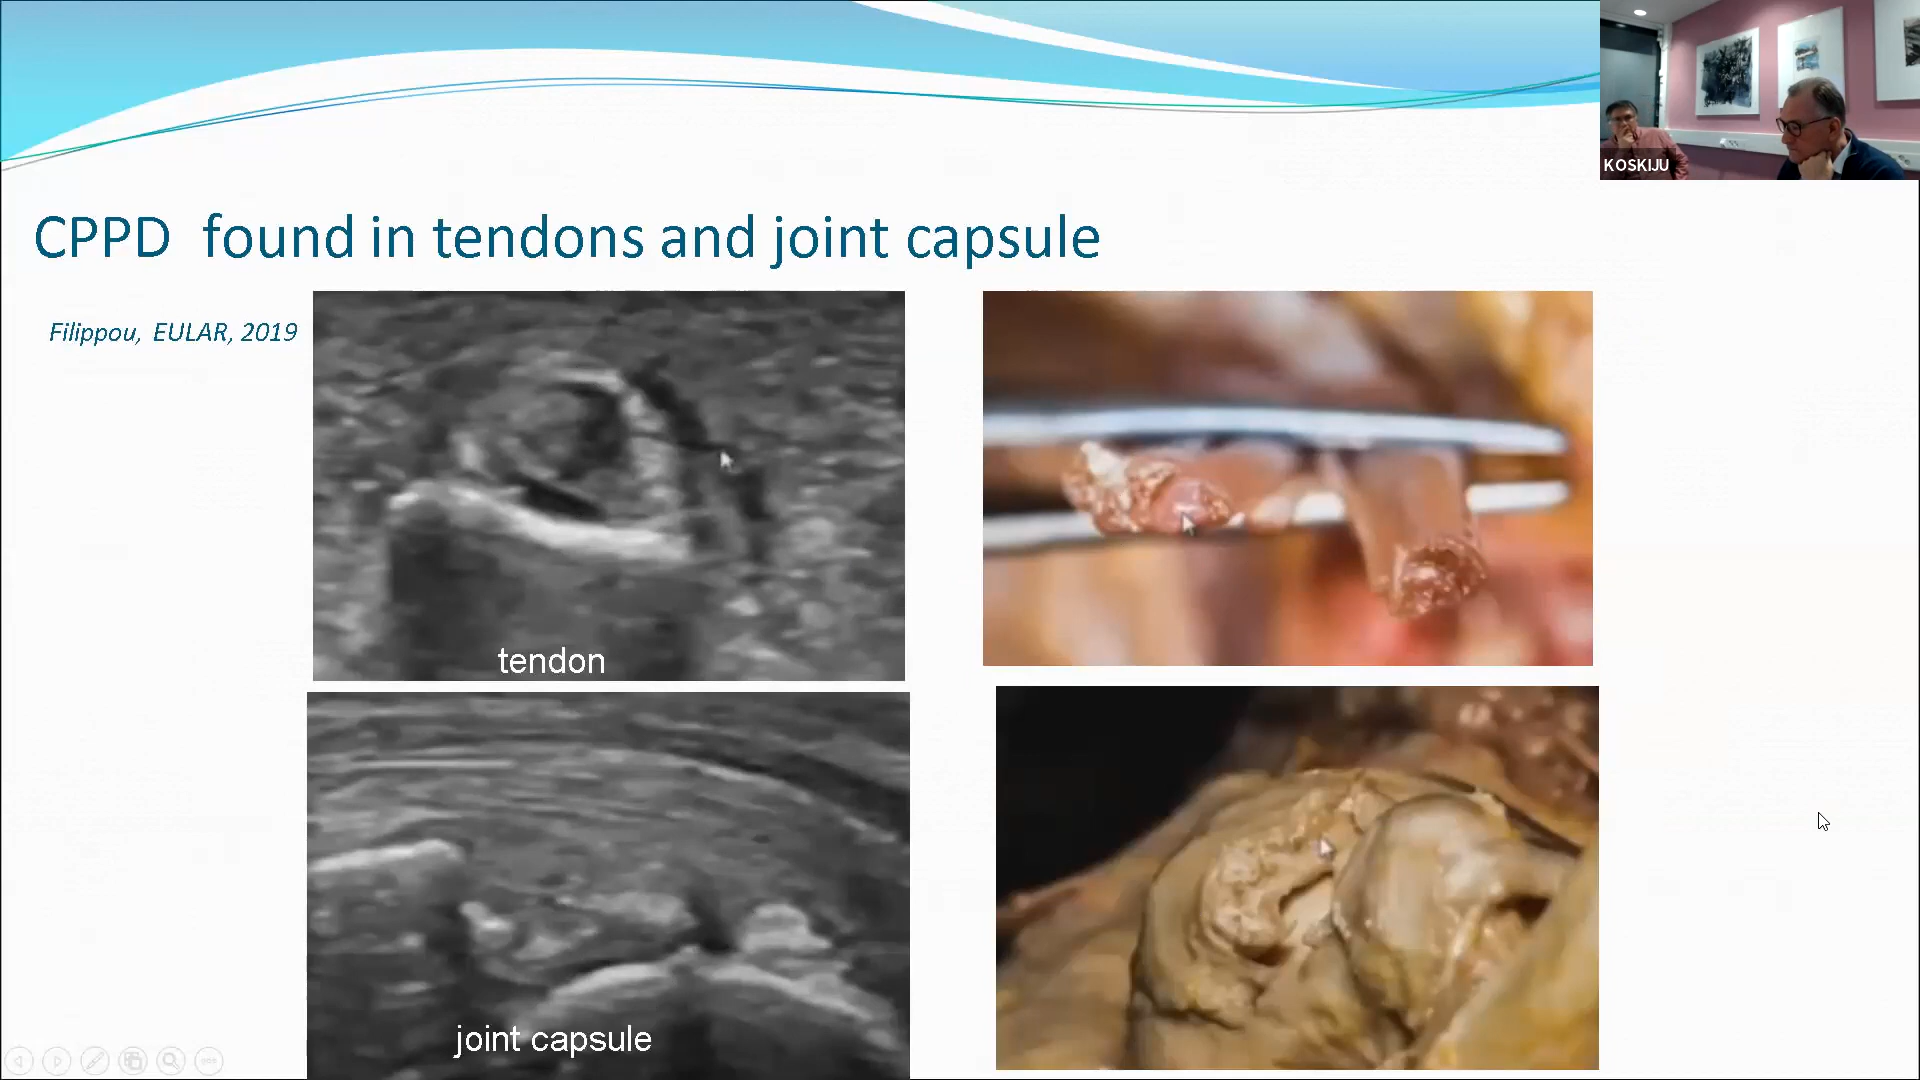 KOSKIJU
CPPD found in tendons and joint capsule
Filippou, EULAR, 2019
tendon
joint capsule